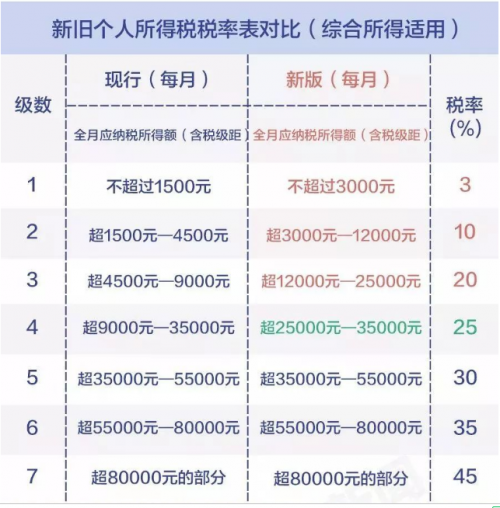 新旧个人所得税税率表对比（综合所得适用）
级数 现行（每月） 新版（每月） 税率
全月应纳税所得额（含税级距） 全月应纳税所得额（含税级距） (%)
1 不超过1500元 不超过3000元 3
2 超1500元—4500元 超3000元—12000元 10
3 超4500元—9000元 超12000元—25000元 20
4 超9000元—35000元 超25000元—35000元 25
5 超35000元—55000元 超35000元—55000元 30
6 超55000元—80000元 超55000元—80000元 35
7 超80000元的部分 超80000元的部分 45